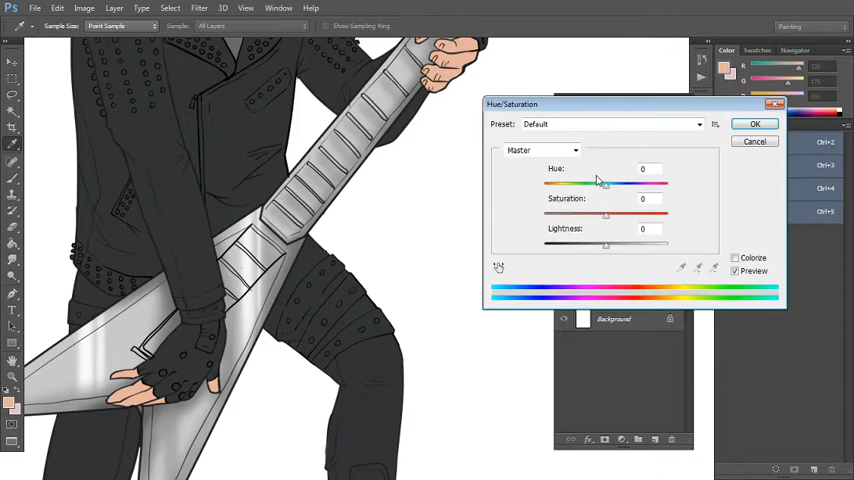 Ps File Edit Image Layer Type Select Filter 3D View Window Help
Sample Size: Point Sample Sample: All Layers Show Sampling Ring Painting
Color Swatches Navigator
R
G
B
Hue/Saturation
Preset: Default OK
Cancel
Master
Hue: 0
Saturation: 0
Lightness: 0
Colorize
Preview
Ctrl+2
Ctrl+3
Ctrl+4
Ctrl+5
Background
fx